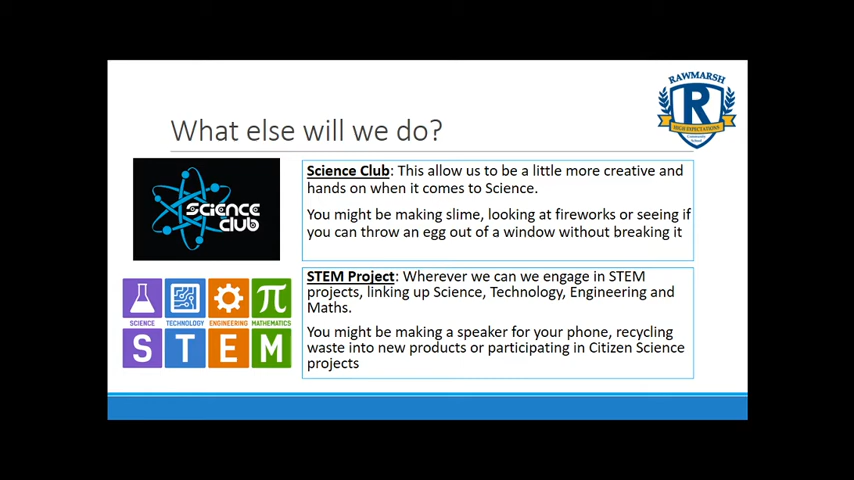 RAWMARSH
R
HIGH EXPECTATIONS
Community
School
What else will we do?
Science
club
Science Club: This allow us to be a little more creative and
hands on when it comes to Science.
You might be making slime, looking at fireworks or seeing if
you can throw an egg out of a window without breaking it
π
SCIENCE TECHNOLOGY ENGINEERING MATHEMATICS
S T E M
STEM Project: Wherever we can we engage in STEM
projects, linking up Science, Technology, Engineering and
Maths.
You might be making a speaker for your phone, recycling
waste into new products or participating in Citizen Science
projects